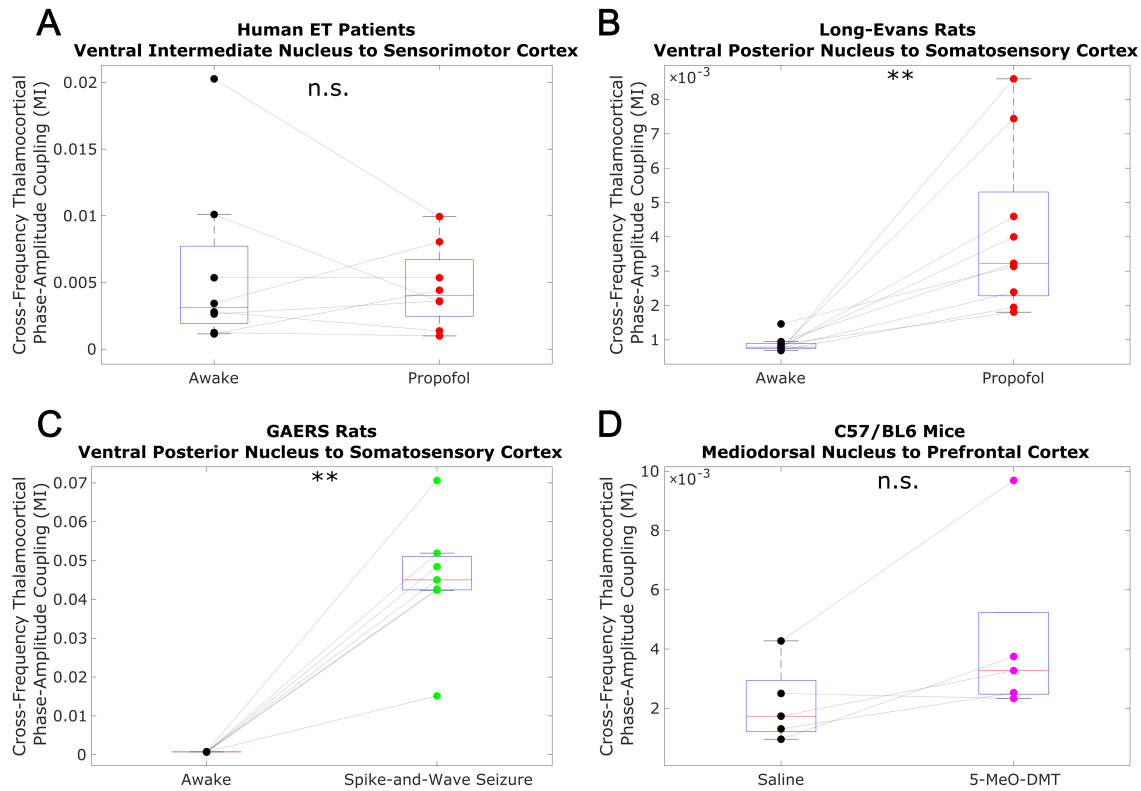 A
Human ET Patients
Ventral Intermediate Nucleus to Sensorimotor Cortex
Cross-Frequency Thalamocortical
Phase-Amplitude Coupling (MI)
n.s.
0.02
0.015
0.01
0.005
0
Awake
Propofol
B
Long-Evans Rats
Ventral Posterior Nucleus to Somatosensory Cortex
Cross-Frequency Thalamocortical
Phase-Amplitude Coupling (MI)
×10⁻³
**
8
7
6
5
4
3
2
1
Awake
Propofol
C
GAERS Rats
Ventral Posterior Nucleus to Somatosensory Cortex
Cross-Frequency Thalamocortical
Phase-Amplitude Coupling (MI)
**
0.07
0.06
0.05
0.04
0.03
0.02
0.01
0
Awake
Spike-and-Wave Seizure
D
C57/BL6 Mice
Mediodorsal Nucleus to Prefrontal Cortex
Cross-Frequency Thalamocortical
Phase-Amplitude Coupling (MI)
×10⁻³
n.s.
10
8
6
4
2
Saline
5-MeO-DMT